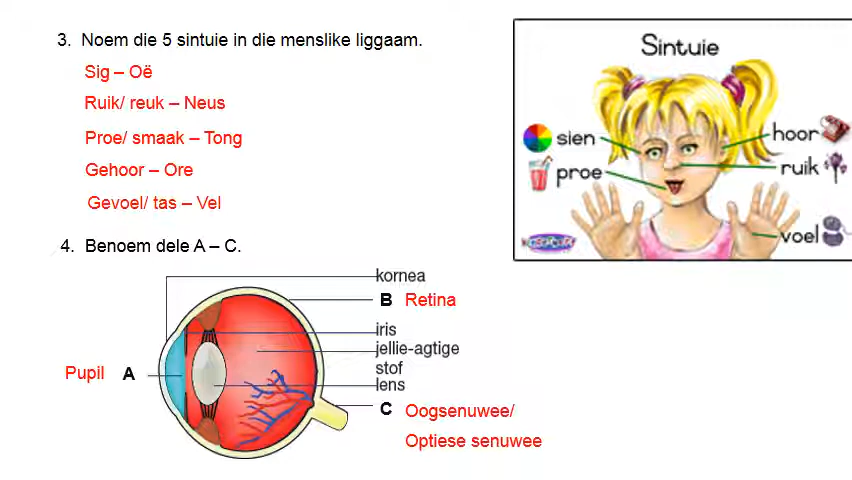 3. Noem die 5 sintuie in die menslike liggaam.
Sig – Oë
Ruik/ reuk – Neus
Proe/ smaak – Tong
Gehoor – Ore
Gevoel/ tas – Vel
Sintuie
sien
hoor
proe
ruik
voel
4. Benoem dele A – C.
kornea
B Retina
iris
jellie-agtige
stof
lens
Pupil A
C Oogsenuwee/
Optiese senuwee